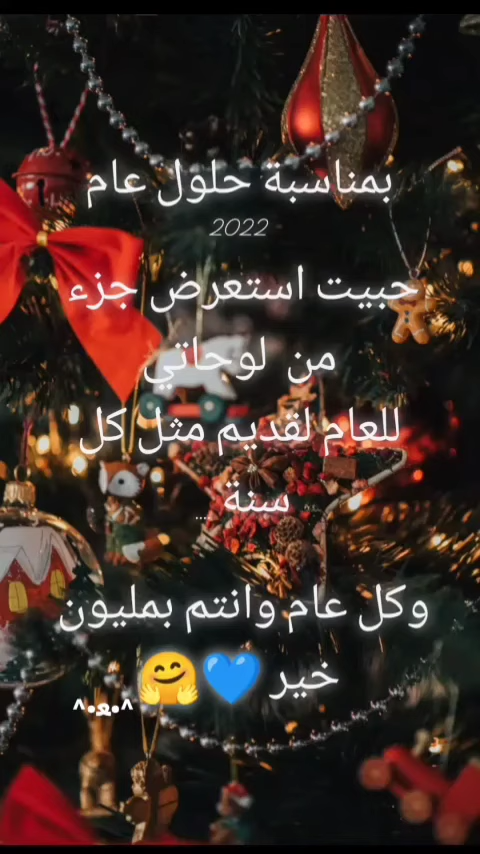 بمناسبة حلول عام
2022
حبيت استعرض جزء
من لوحاتي
للعام لقديم مثل كل
سنة ....
وكل عام وانتم بمليون
خير 💙🤗
^•ﻌ•^